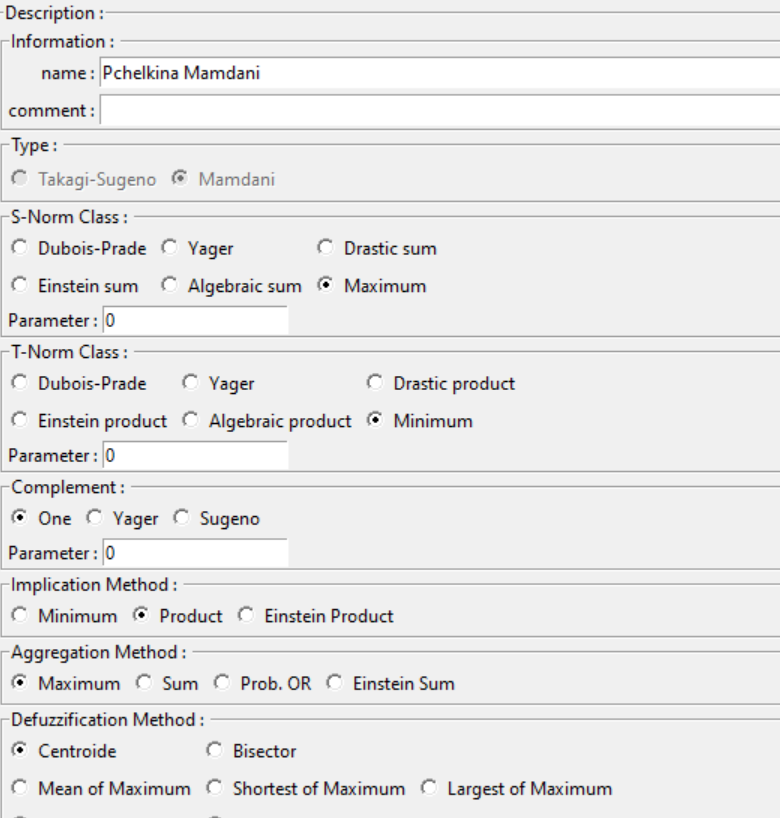 Description :
Information :
name : Pchelkina Mamdani
comment :
Type :
Takagi-Sugeno Mamdani
S-Norm Class :
Dubois-Prade Yager Drastic sum
Einstein sum Algebraic sum Maximum
Parameter : 0
T-Norm Class :
Dubois-Prade Yager Drastic product
Einstein product Algebraic product Minimum
Parameter : 0
Complement :
One Yager Sugeno
Parameter : 0
Implication Method :
Minimum Product Einstein Product
Aggregation Method :
Maximum Sum Prob. OR Einstein Sum
Defuzzification Method :
Centroide Bisector
Mean of Maximum Shortest of Maximum Largest of Maximum